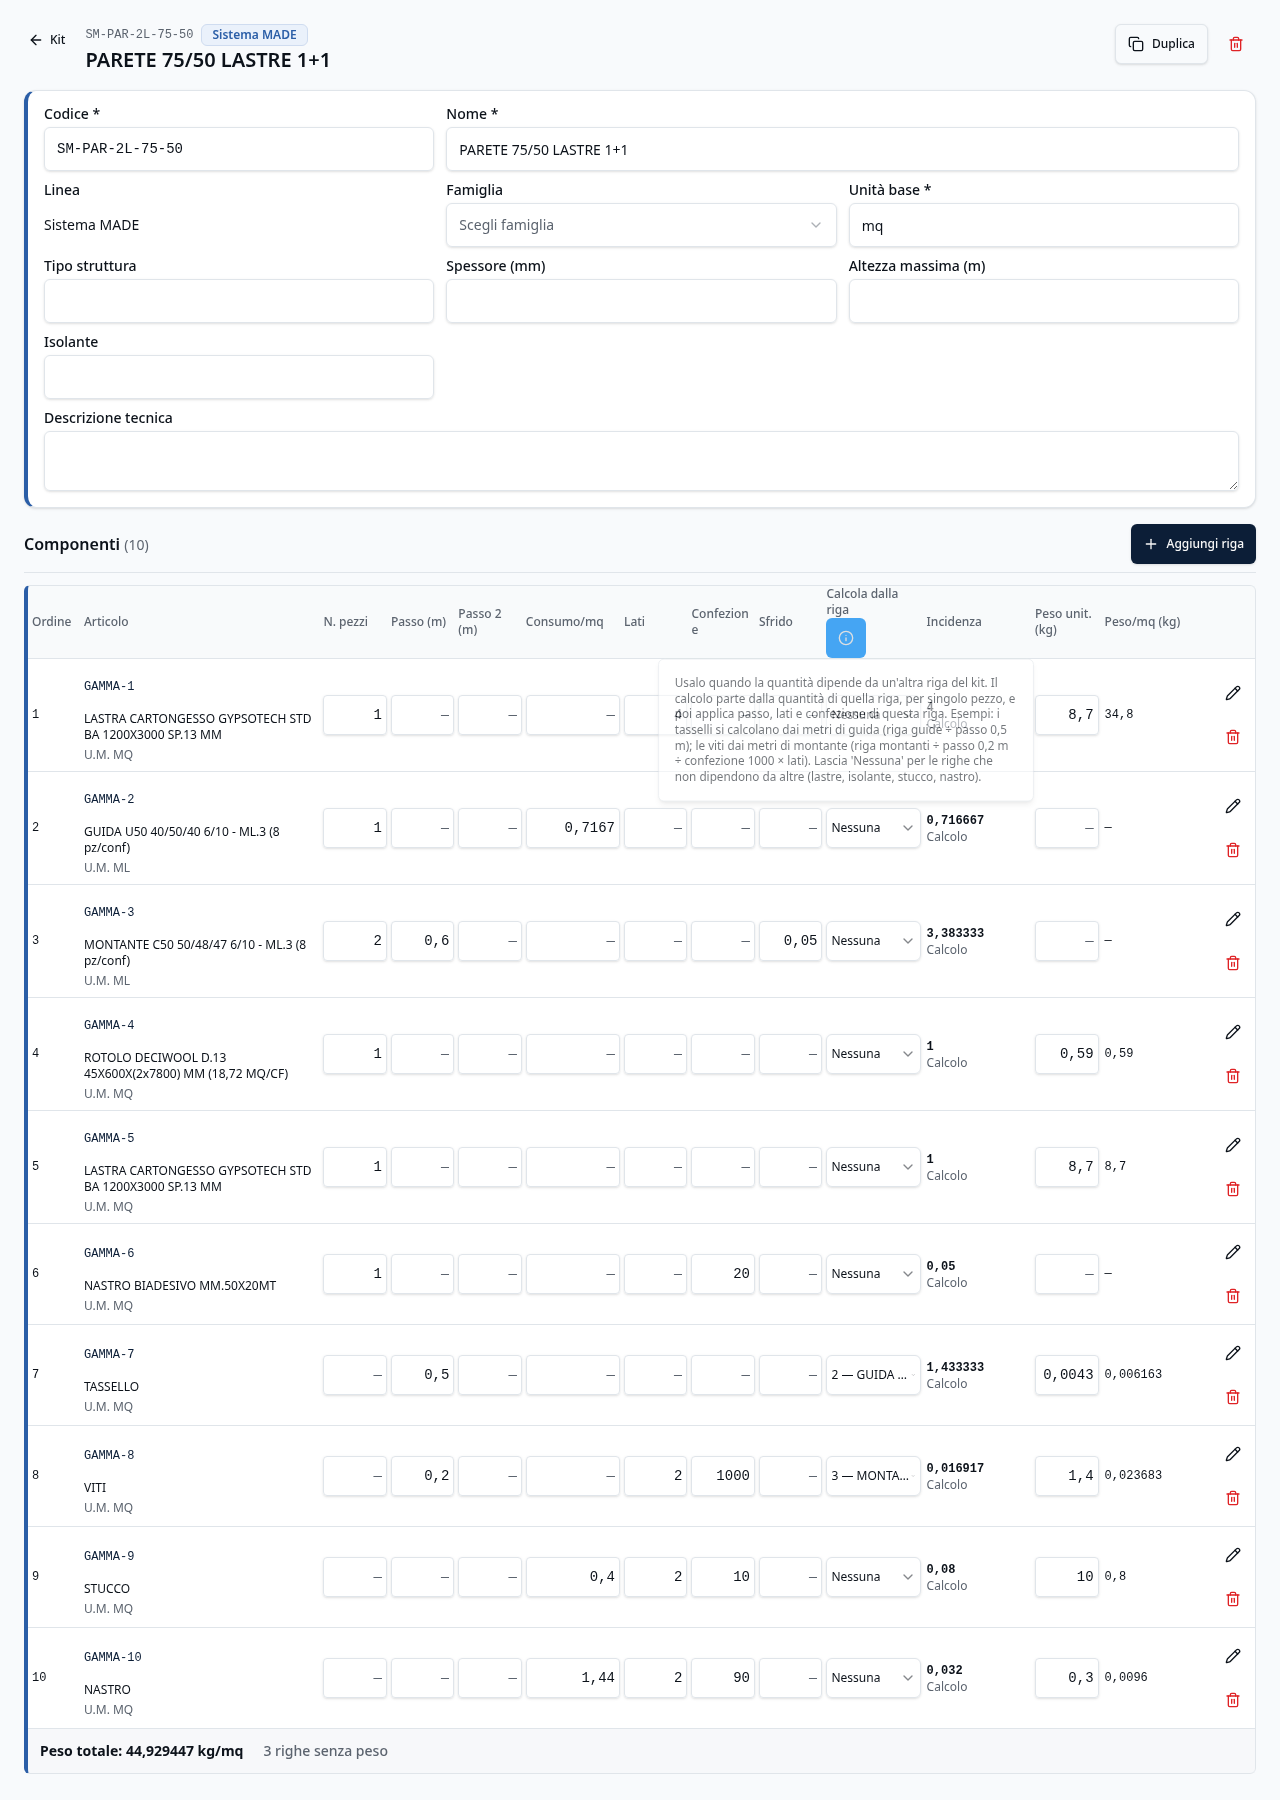 Kit
SM-PAR-2L-75-50 Sistema MADE
PARETE 75/50 LASTRE 1+1
Duplica
Codice * Nome *
SM-PAR-2L-75-50 PARETE 75/50 LASTRE 1+1
Linea Famiglia Unità base *
Sistema MADE Scegli famiglia mq
Tipo struttura Spessore (mm) Altezza massima (m)
Isolante
Descrizione tecnica
Componenti (10) Aggiungi riga
Ordine Articolo N. pezzi Passo (m) Passo 2 (m) Consumo/mq Lati Confezione Sfrido Calcola dalla riga Incidenza Peso unit. (kg) Peso/mq (kg)
Usalo quando la quantità dipende da un'altra riga del kit. Il
calcolo parte dalla quantità di quella riga, per singolo pezzo, e
poi applica passo, lati e confezione di questa riga. Esempi: i
tasselli si calcolano dai metri di guida (riga guide ÷ passo 0,5
m); le viti dai metri di montante (riga montanti ÷ passo 0,2 m
÷ confezione 1000 × lati). Lascia 'Nessuna' per le righe che
non dipendono da altre (lastre, isolante, stucco, nastro).
GAMMA-1
1 1 — — — 4 — — Nessuna 4 8,7 34,8
LASTRA CARTONGESSO GYPSOTECH STD
Calcolo
BA 1200X3000 SP.13 MM
U.M. MQ
GAMMA-2
2 1 — — 0,7167 — — — Nessuna 0,716667 — —
GUIDA U50 40/50/40 6/10 - ML.3 (8
Calcolo
pz/conf)
U.M. ML
GAMMA-3
3 2 0,6 — — — — 0,05 Nessuna 3,383333 — —
MONTANTE C50 50/48/47 6/10 - ML.3 (8
Calcolo
pz/conf)
U.M. ML
GAMMA-4
4 1 — — — — — — Nessuna 1 0,59 0,59
ROTOLO DECIWOOL D.13
Calcolo
45X600X(2x7800) MM (18,72 MQ/CF)
U.M. MQ
GAMMA-5
5 1 — — — — — — Nessuna 1 8,7 8,7
LASTRA CARTONGESSO GYPSOTECH STD
Calcolo
BA 1200X3000 SP.13 MM
U.M. MQ
GAMMA-6
6 1 — — — — 20 — Nessuna 0,05 — —
NASTRO BIADESIVO MM.50X20MT
Calcolo
U.M. MQ
GAMMA-7
7 — 0,5 — — — — — 2 — GUIDA ... 1,433333 0,0043 0,006163
TASSELLO
Calcolo
U.M. MQ
GAMMA-8
8 — 0,2 — — 2 1000 — 3 — MONTA... 0,016917 1,4 0,023683
VITI
Calcolo
U.M. MQ
GAMMA-9
9 — — — 0,4 2 10 — Nessuna 0,08 10 0,8
STUCCO
Calcolo
U.M. MQ
GAMMA-10
10 — — — 1,44 2 90 — Nessuna 0,032 0,3 0,0096
NASTRO
Calcolo
U.M. MQ
Peso totale: 44,929447 kg/mq 3 righe senza peso